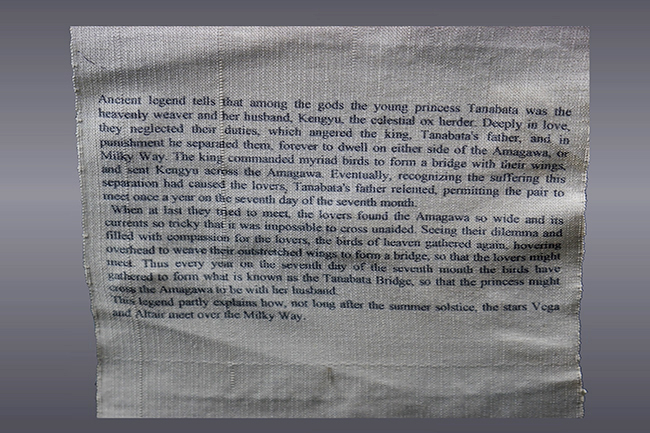 Ancient legend tells that among the gods the young princess Tanabata was the
heavenly weaver and her husband, Kengyu, the celestial ox herder. Deeply in love,
they neglected their duties, which angered the king, Tanabata's father, and in
punishment he separated them, forever to dwell on either side of the Amagawa, or
Milky Way. The king commanded myriad birds to form a bridge with their wings,
and sent Kengyu across the Amagawa. Eventually, recognizing the suffering this
separation had caused the lovers, Tanabata's father relented, permitting the pair to
meet once a year on the seventh day of the seventh month.
When at last they tried to meet, the lovers found the Amagawa so wide and its
currents so tricky that it was impossible to cross unaided. Seeing their dilemma and
filled with compassion for the lovers, the birds of heaven gathered again, hovering
overhead to weave their outstretched wings to form a bridge, so that the lovers might
meet. Thus every year on the seventh day of the seventh month the birds have
gathered to form what is known as the Tanabata Bridge, so that the princess might
cross the Amagawa to be with her husband.
This legend partly explains how, not long after the summer solstice, the stars Vega
and Altair meet over the Milky Way.